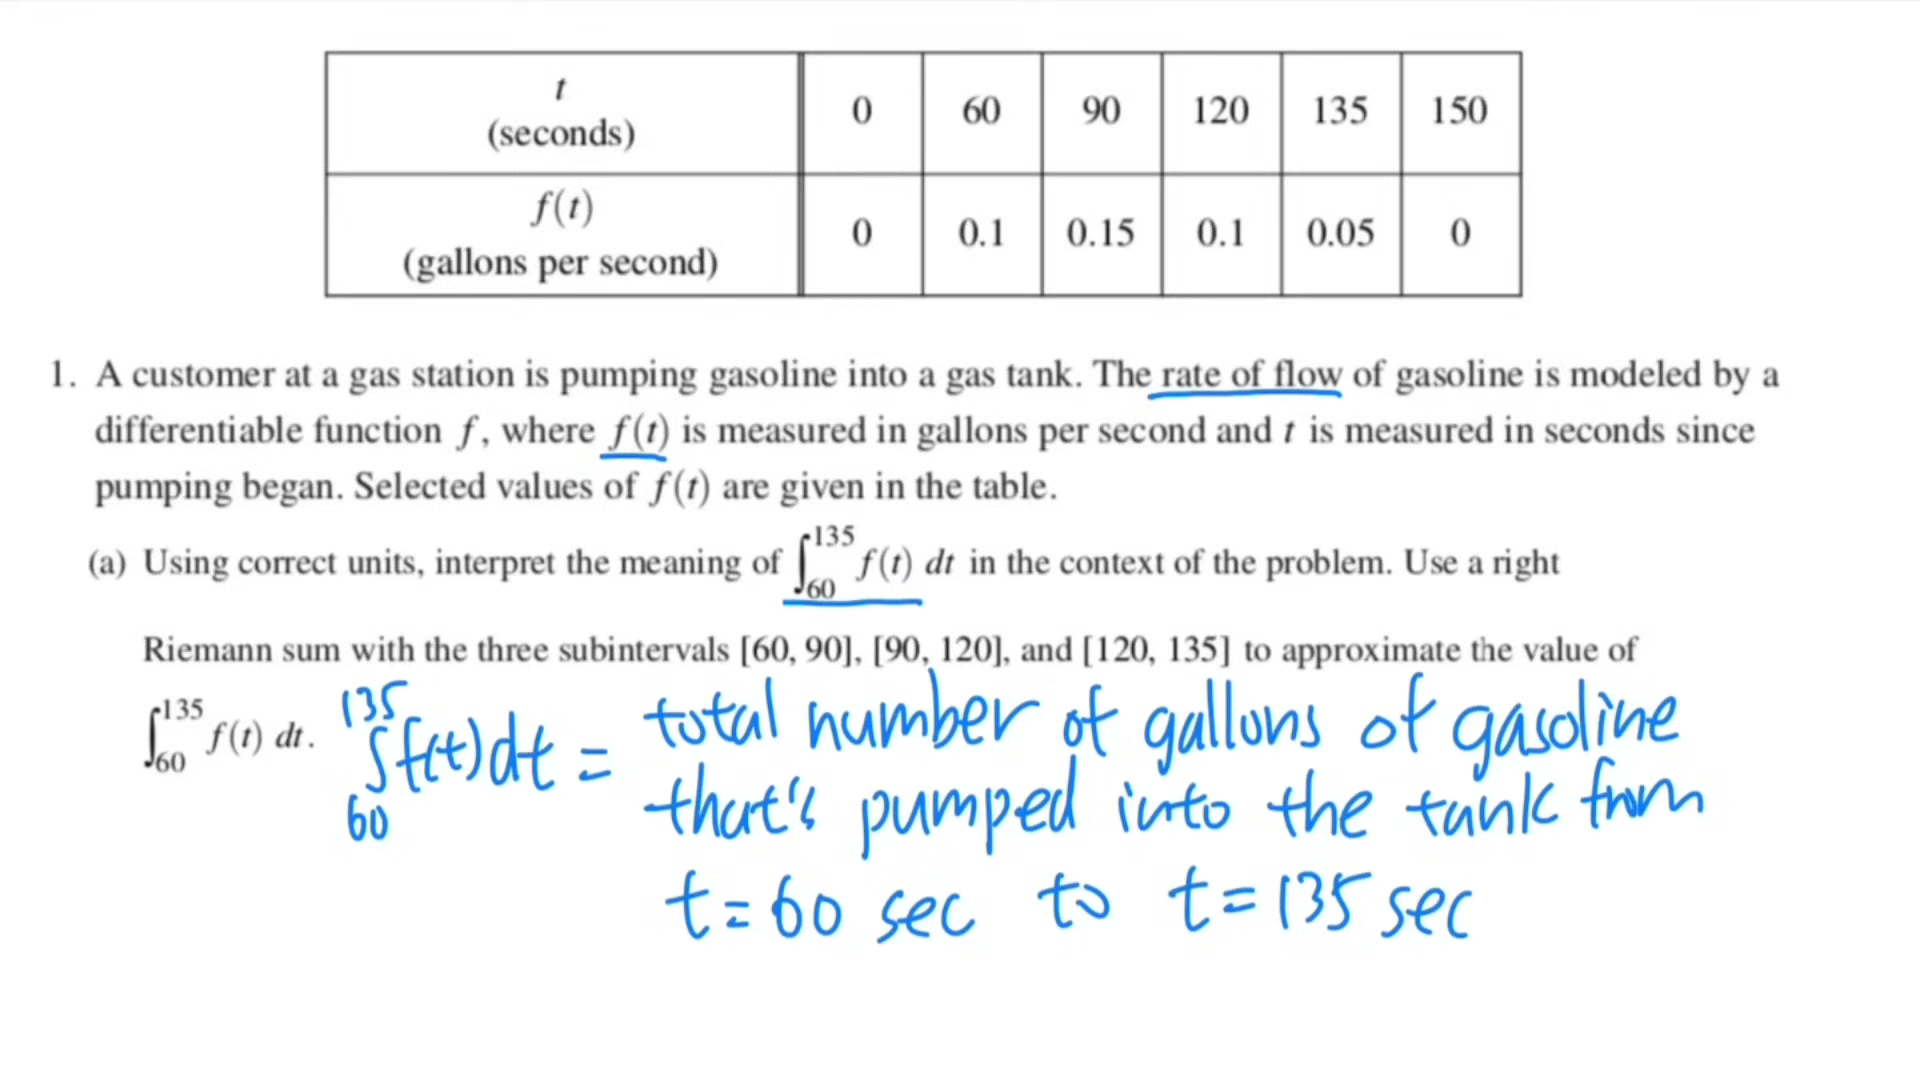 t
(seconds)
0 60 90 120 135 150
f(t)
(gallons per second)
0 0.1 0.15 0.1 0.05 0
1. A customer at a gas station is pumping gasoline into a gas tank. The rate of flow of gasoline is modeled by a
differentiable function f, where f(t) is measured in gallons per second and t is measured in seconds since
pumping began. Selected values of f(t) are given in the table.
(a) Using correct units, interpret the meaning of ∫₆₀¹³⁵ f(t) dt in the context of the problem. Use a right
Riemann sum with the three subintervals [60, 90], [90, 120], and [120, 135] to approximate the value of
∫₆₀¹³⁵ f(t) dt.
∫₆₀¹³⁵ f(t)dt = total number of gallons of gasoline
that's pumped into the tank from
t=60 sec to t=135 sec